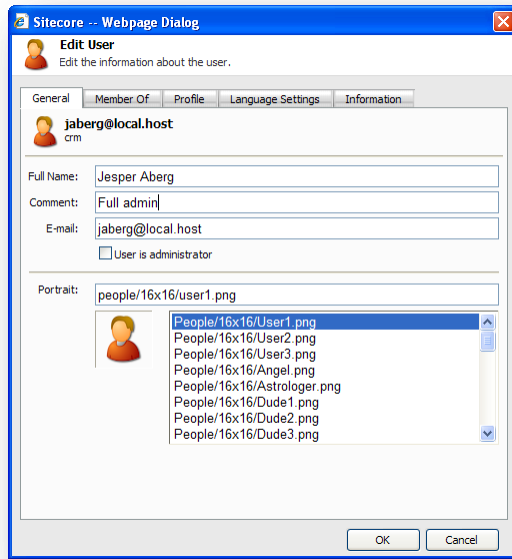 Sitecore -- Webpage Dialog
Edit User
Edit the information about the user.
General Member Of Profile Language Settings Information
jaberg@local.host
crm
Full Name: Jesper Aberg
Comment: Full admin
E-mail: jaberg@local.host
User is administrator
Portrait: people/16x16/user1.png
People/16x16/User1.png
People/16x16/User2.png
People/16x16/User3.png
People/16x16/Angel.png
People/16x16/Astrologer.png
People/16x16/Dude1.png
People/16x16/Dude2.png
People/16x16/Dude3.png
OK Cancel